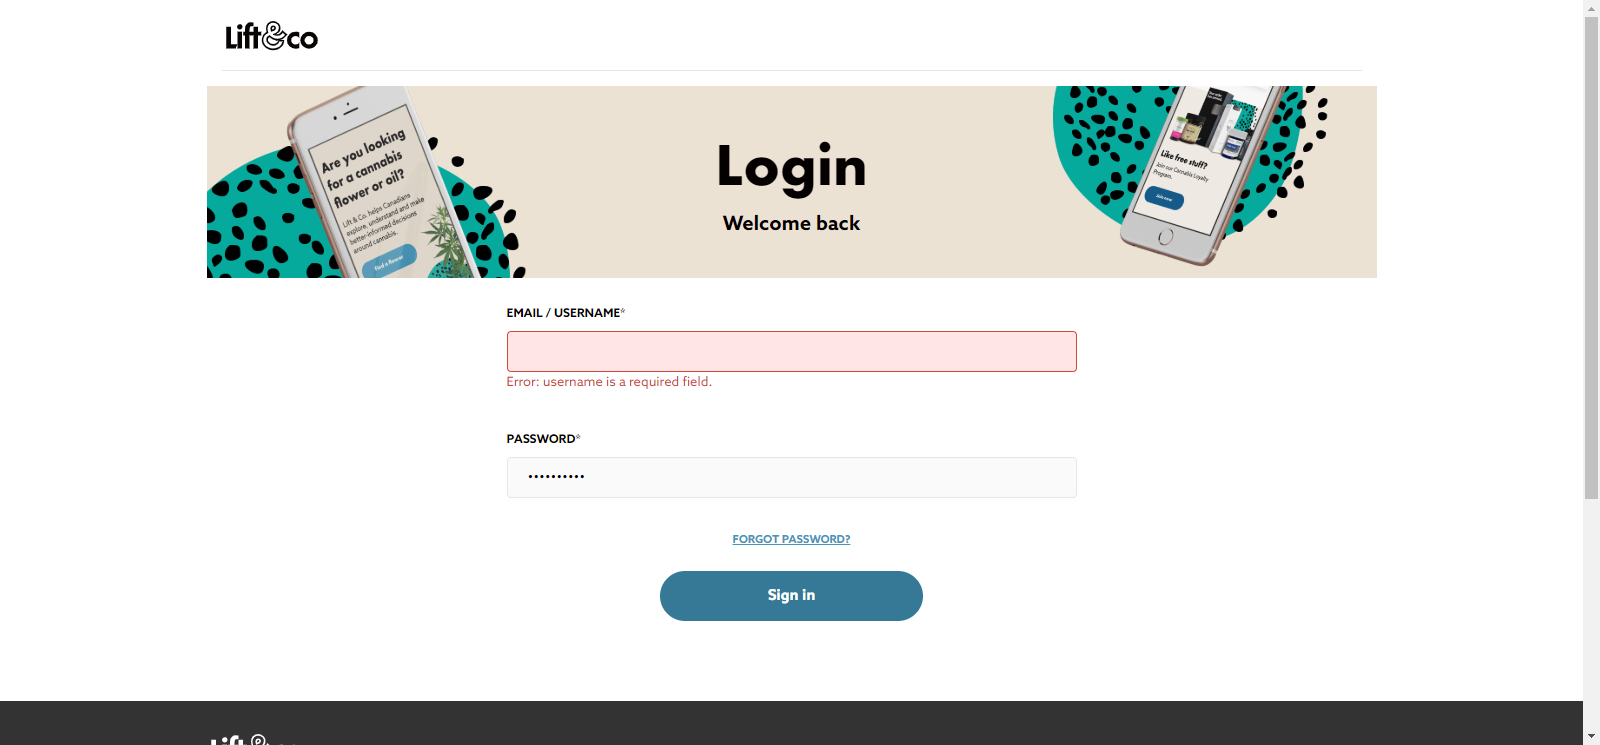 Lift&co
Are you looking
for a cannabis
flower or oil?
Lift & Co. helps Canadians
explore, understand and make
better-informed decisions
around cannabis.
Find a flower
Login
Welcome back
Like free stuff?
Join our Cannabis Loyalty
Program.
Join now
EMAIL / USERNAME*
Error: username is a required field.
PASSWORD*
••••••••••
FORGOT PASSWORD?
Sign in